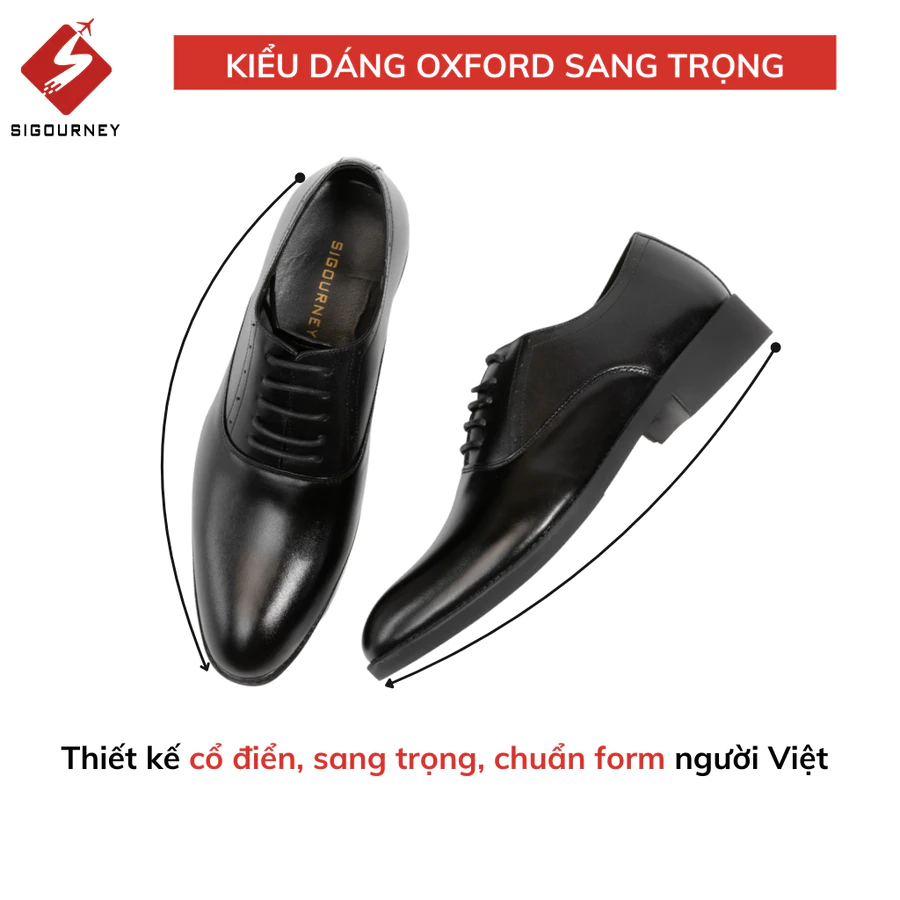 SIGOURNEY
KIỂU DÁNG OXFORD SANG TRỌNG
SIGOURNEY
Thiết kế cổ điển, sang trọng, chuẩn form người Việt